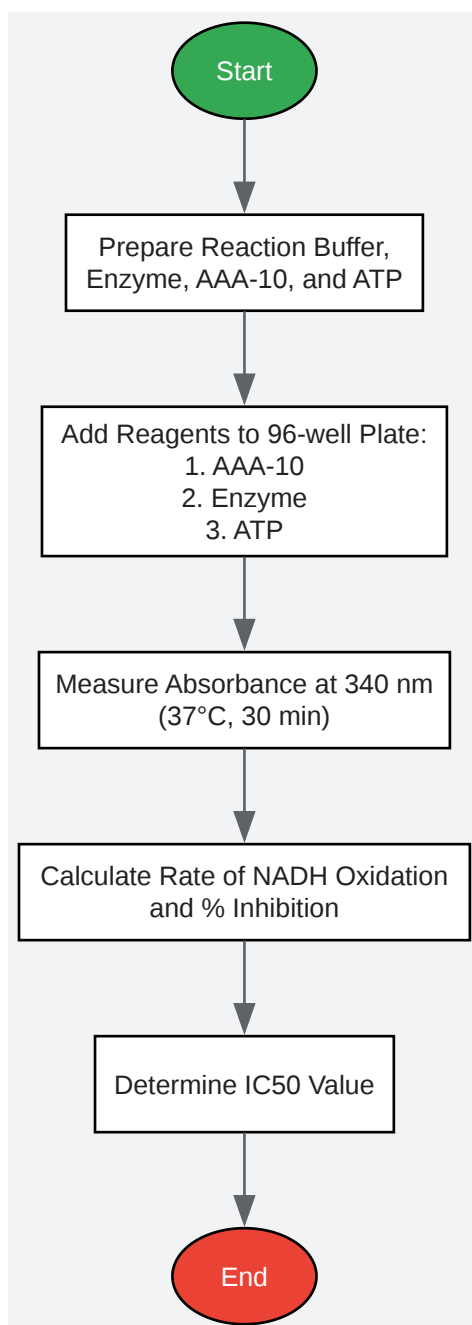 Start
Prepare Reaction Buffer,
Enzyme, AAA-10, and ATP
Add Reagents to 96-well Plate:
1. AAA-10
2. Enzyme
3. ATP
Measure Absorbance at 340 nm
(37°C, 30 min)
Calculate Rate of NADH Oxidation
and % Inhibition
Determine IC50 Value
End